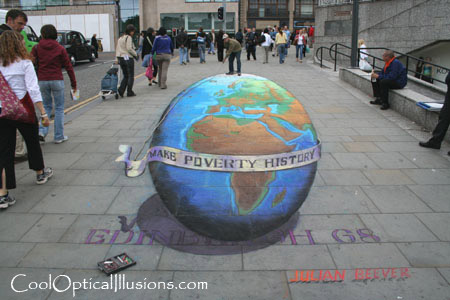 MAKE POVERTY HISTORY
EDINBURGH G8
JULIAN BEEVER
CoolOpticalIllusions.com